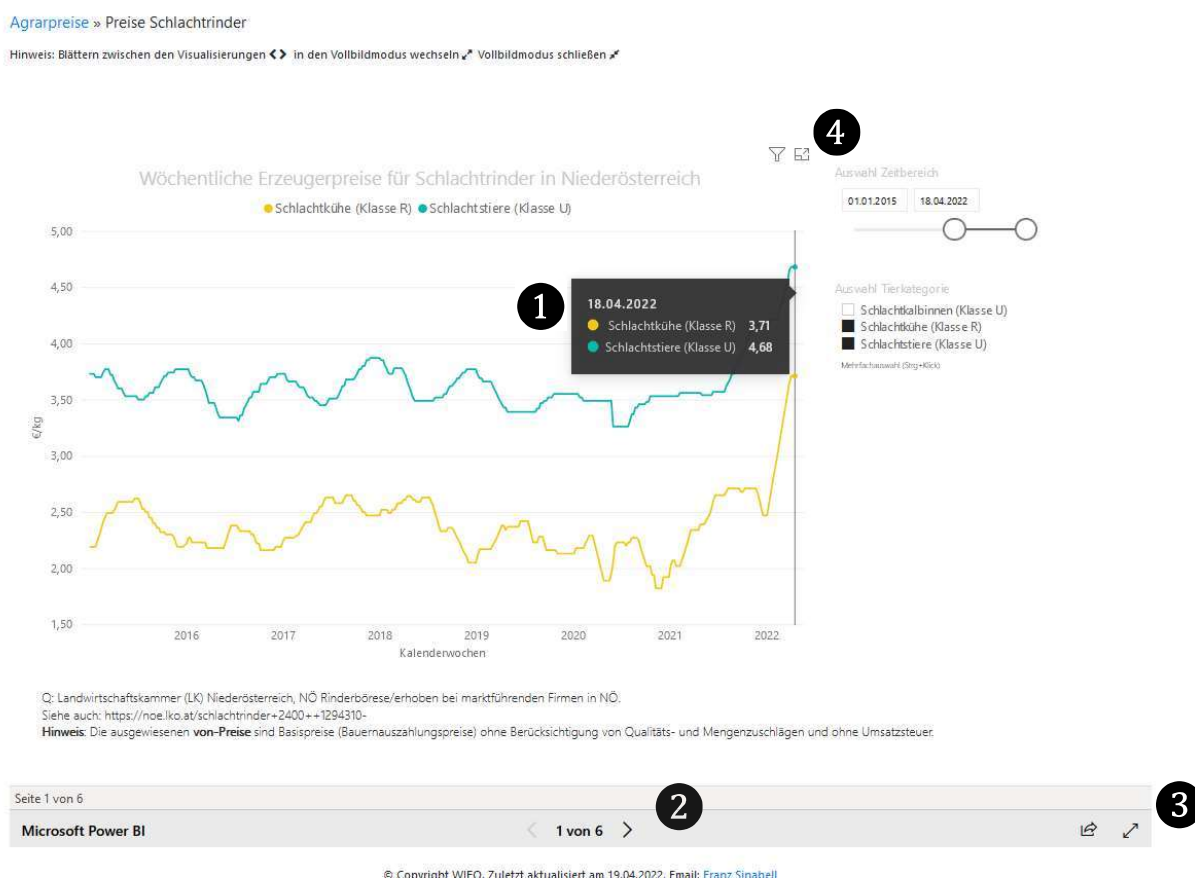 Agrarpreise » Preise Schlachtrinder
Hinweis: Blättern zwischen den Visualisierungen in den Vollbildmodus wechseln Vollbildmodus schließen
4
Wöchentliche Erzeugerpreise für Schlachtrinder in Niederösterreich
Schlachtkühe (Klasse R) Schlachtstiere (Klasse U)
Auswahl Zeitbereich
01.01.2015 18.04.2022
5,00
4,50
4,00
3,50
3,00
2,50
2,00
1,50
€/kg
1
18.04.2022
Schlachtkühe (Klasse R) 3,71
Schlachtstiere (Klasse U) 4,68
Auswahl Tierkategorie
Schlachtkalbinnen (Klasse U)
Schlachtkühe (Klasse R)
Schlachtstiere (Klasse U)
Mehrfachauswahl (Strg+Klick)
2016 2017 2018 2019 2020 2021 2022
Kalenderwochen
Q: Landwirtschaftskammer (LK) Niederösterreich, NÖ Rinderbörese/erhoben bei marktführenden Firmen in NÖ.
Siehe auch: https://noe.lko.at/schlachtrinder+2400++1294310-
Hinweis: Die ausgewiesenen von-Preise sind Basispreise (Bauernauszahlungspreise) ohne Berücksichtigung von Qualitäts- und Mengenzuschlägen und ohne Umsatzsteuer.
Seite 1 von 6
2
3
Microsoft Power BI
1 von 6
© Copyright WIFO. Zuletzt aktualisiert am 19.04.2022. Email: Franz Sinabell